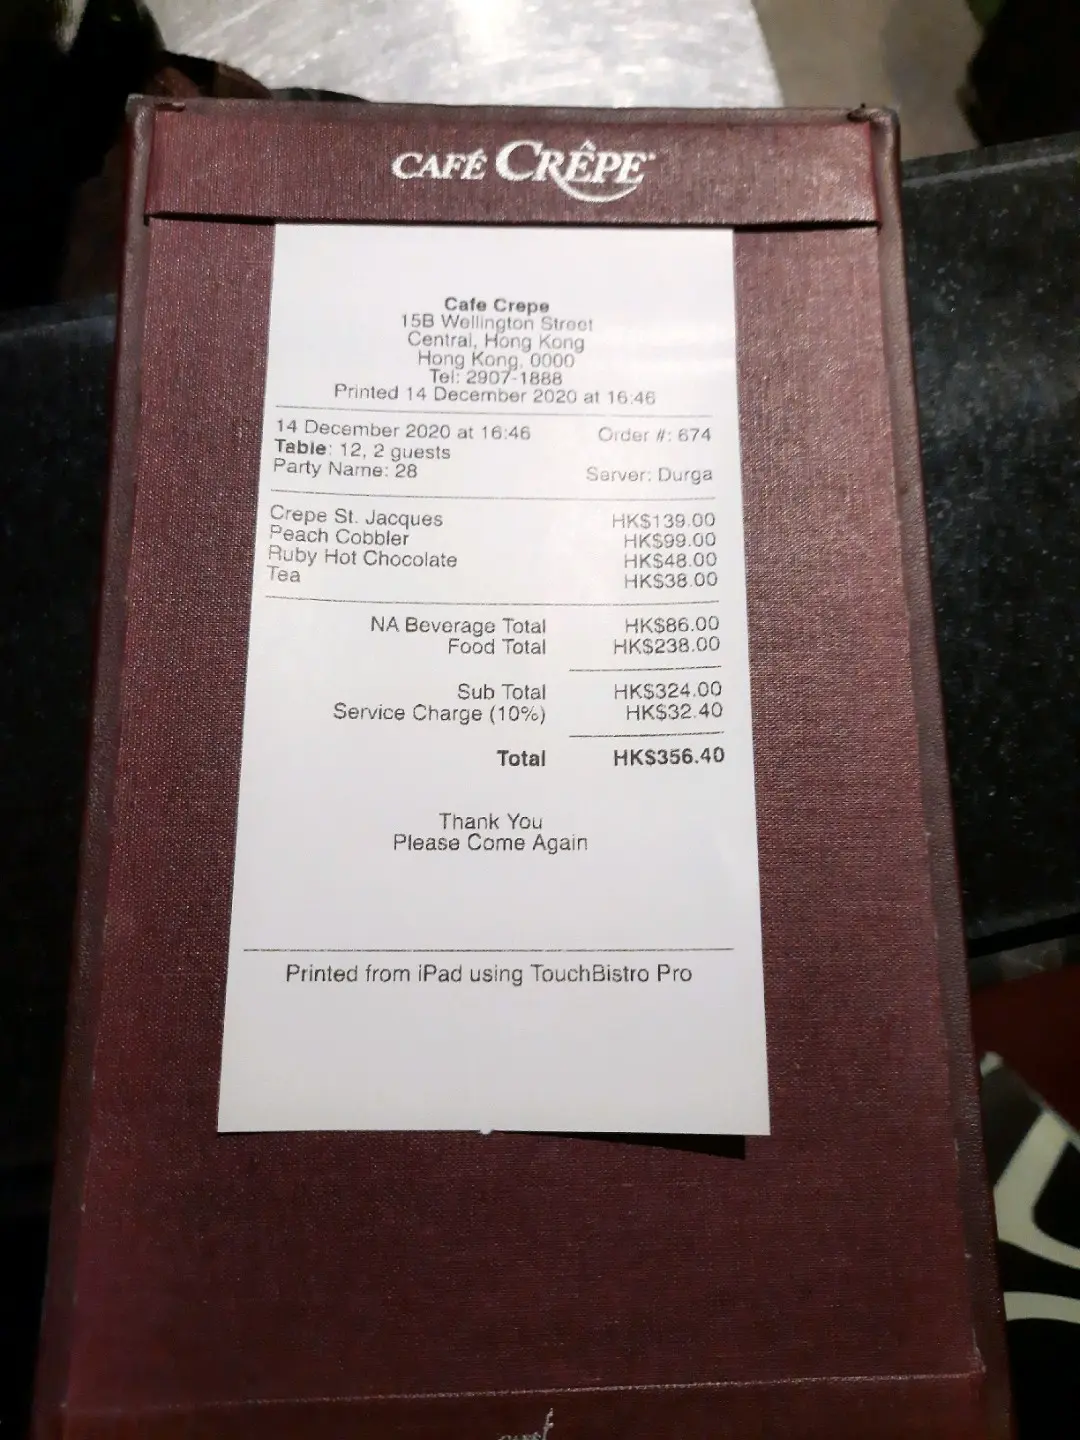 CAFÉ CRÊPE
Cafe Crepe
15B Wellington Street
Central, Hong Kong
Hong Kong, 0000
Tel: 2907-1888
Printed 14 December 2020 at 16:46
14 December 2020 at 16:46 Order #: 674
Table: 12, 2 guests
Party Name: 28 Server: Durga
Crepe St. Jacques HK$139.00
Peach Cobbler HK$99.00
Ruby Hot Chocolate HK$48.00
Tea HK$38.00
NA Beverage Total HK$86.00
Food Total HK$238.00
Sub Total HK$324.00
Service Charge (10%) HK$32.40
Total HK$356.40
Thank You
Please Come Again
Printed from iPad using TouchBistro Pro